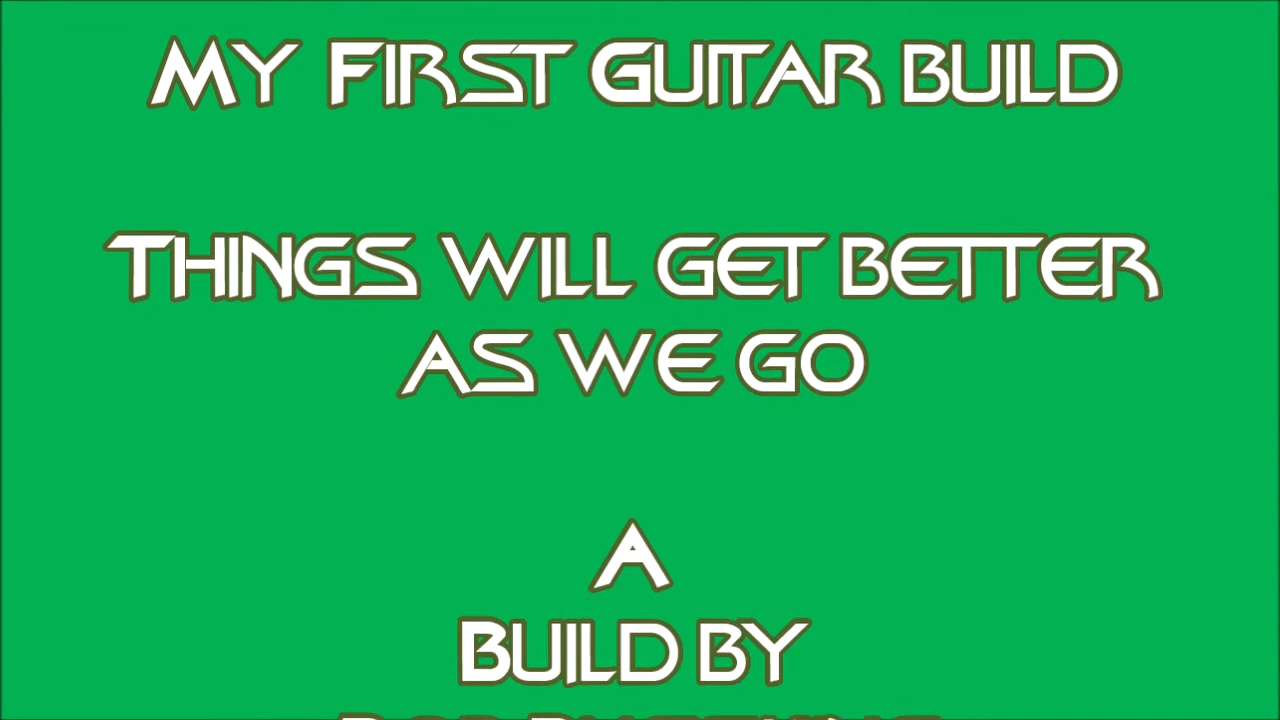 My First Guitar build
Things will get better
as we go
A
Build by